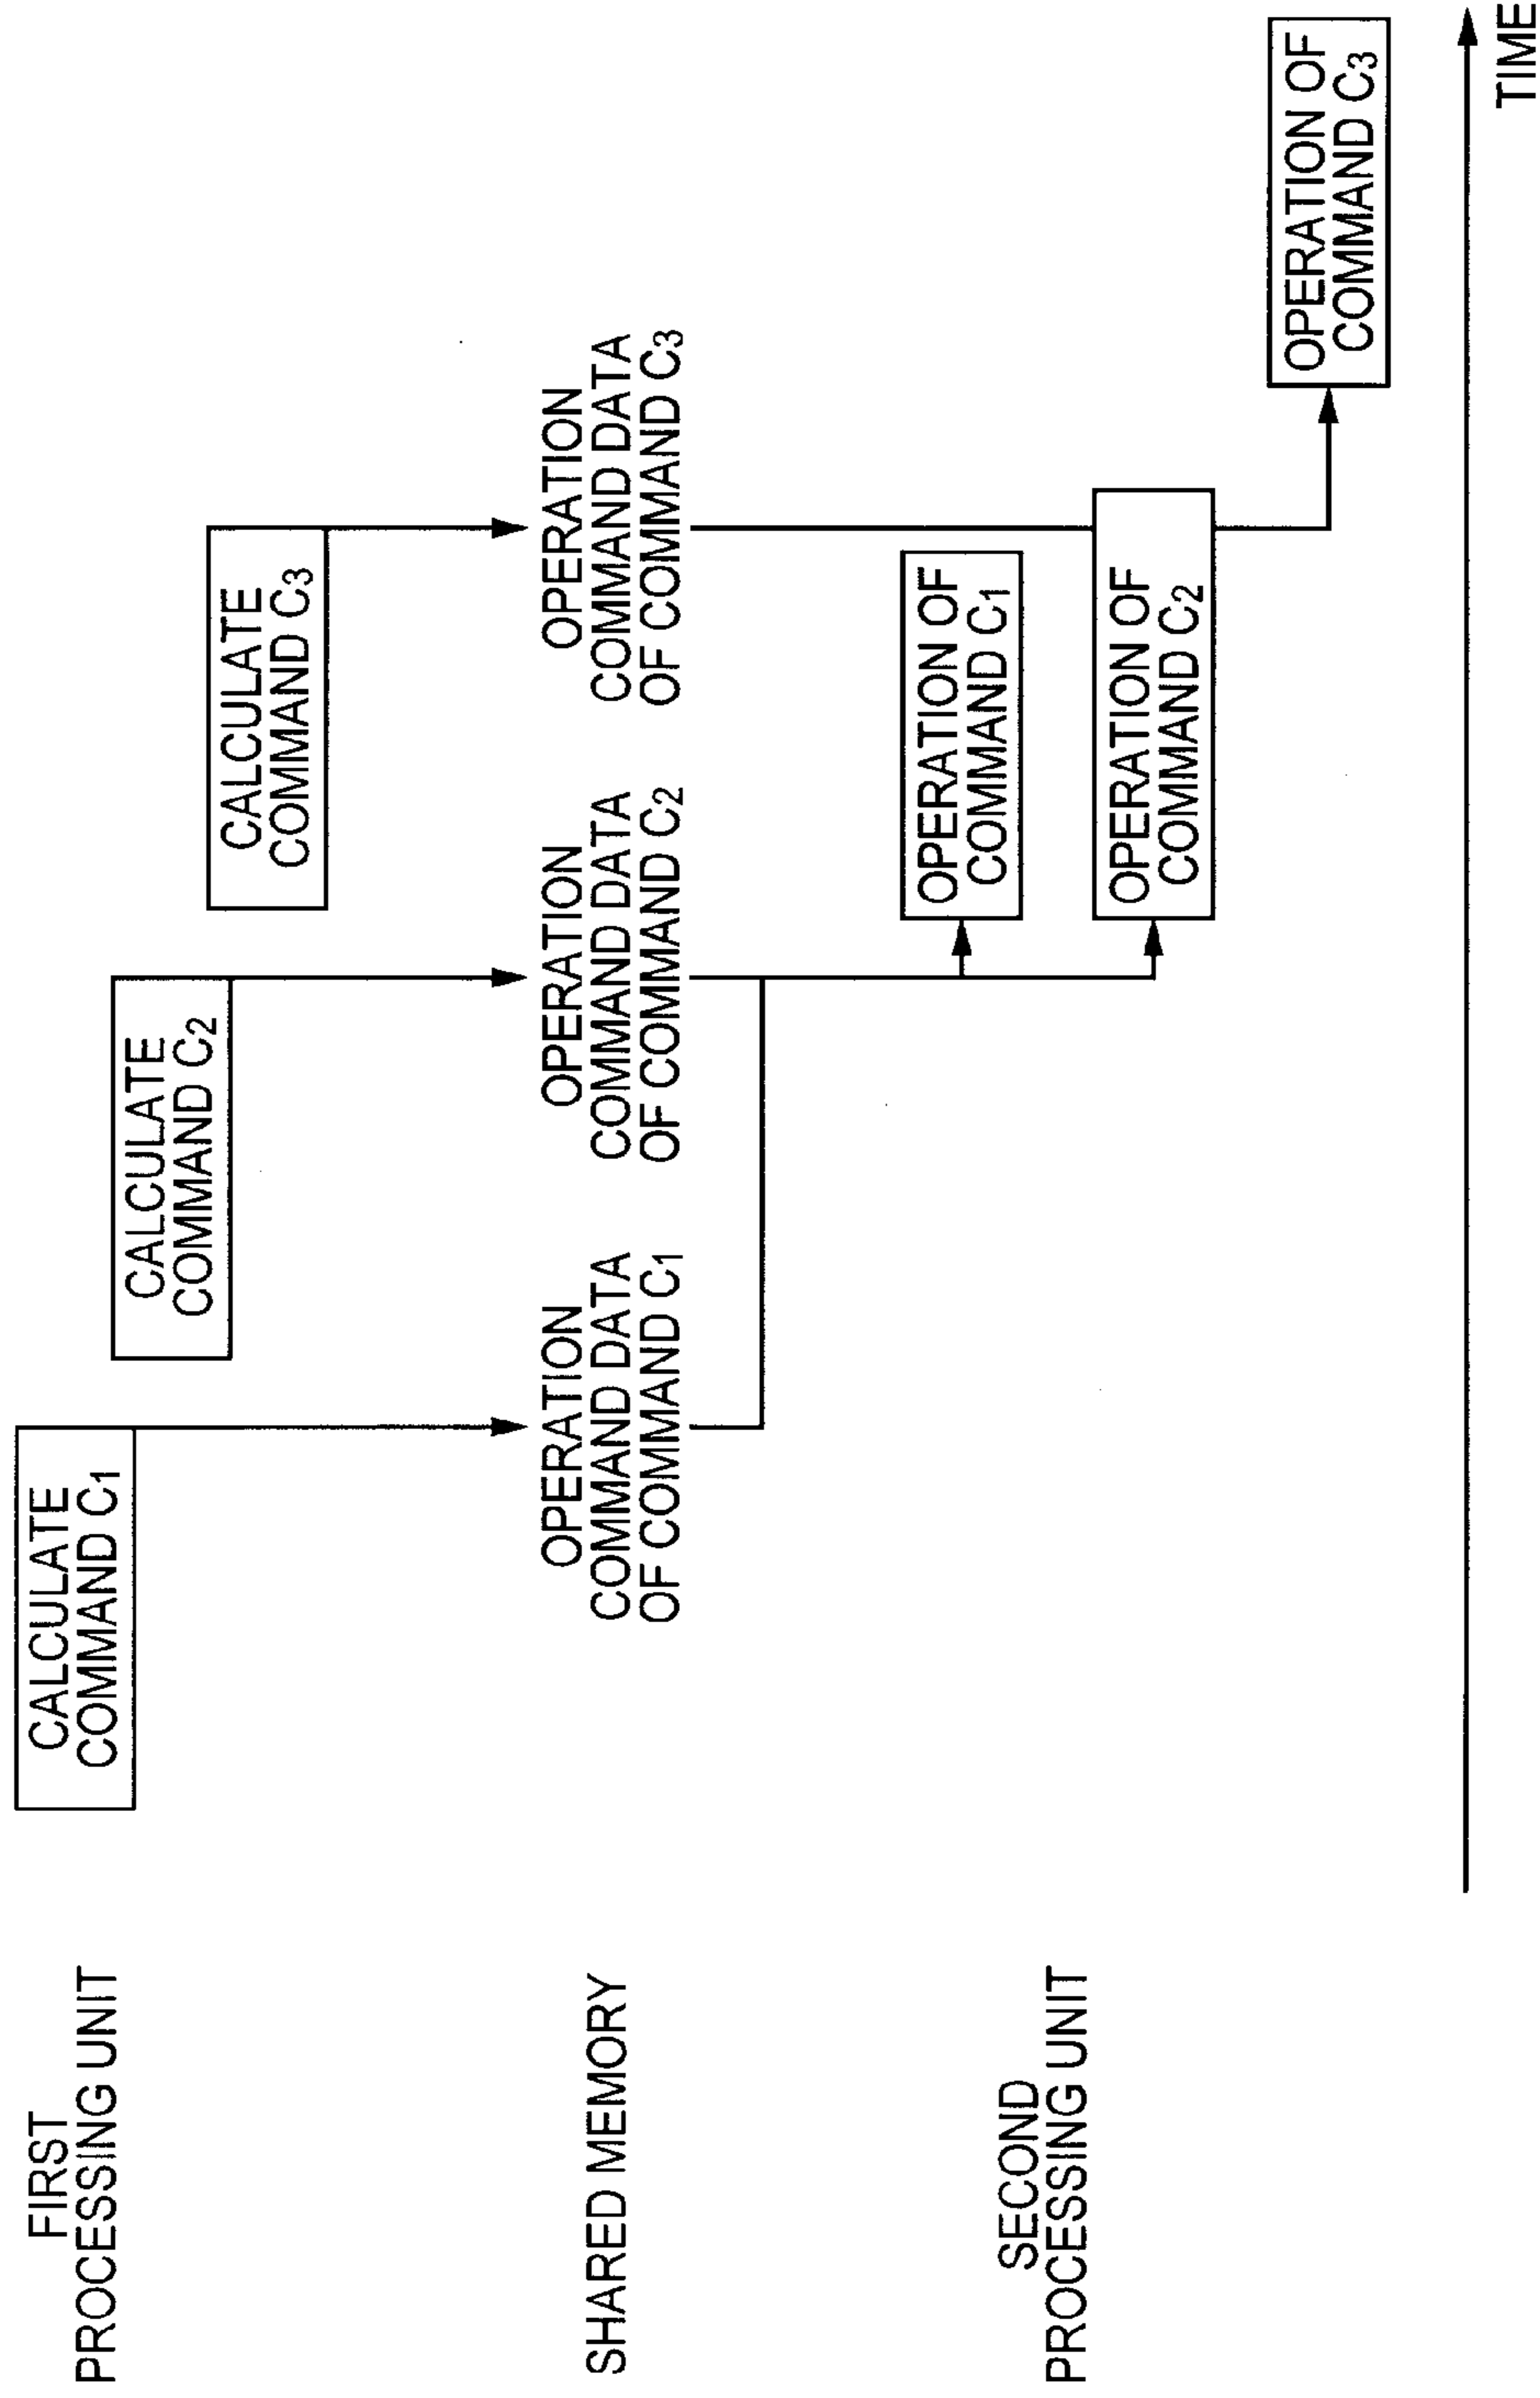 FIRST
PROCESSING UNIT
CALCULATE
COMMAND C1
CALCULATE
COMMAND C2
CALCULATE
COMMAND C3
SHARED MEMORY
OPERATION
COMMAND DATA
OF COMMAND C1
OPERATION
COMMAND DATA
OF COMMAND C2
OPERATION
COMMAND DATA
OF COMMAND C3
SECOND
PROCESSING UNIT
OPERATION OF
COMMAND C1
OPERATION OF
COMMAND C2
OPERATION OF
COMMAND C3
TIME